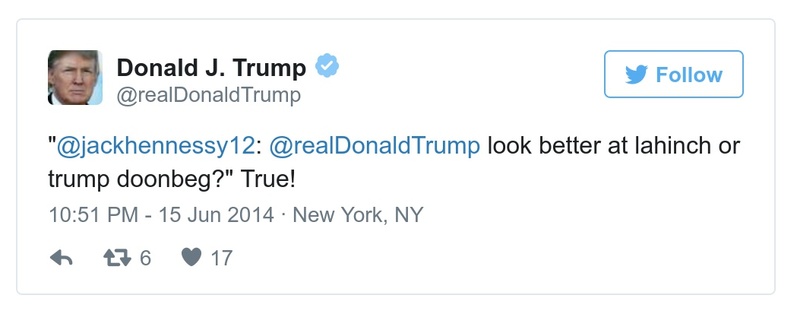 Donald J. Trump
@realDonaldTrump
Follow
"@jackhennessy12: @realDonaldTrump look better at lahinch or
trump doonbeg?" True!
10:51 PM - 15 Jun 2014 · New York, NY
6 17